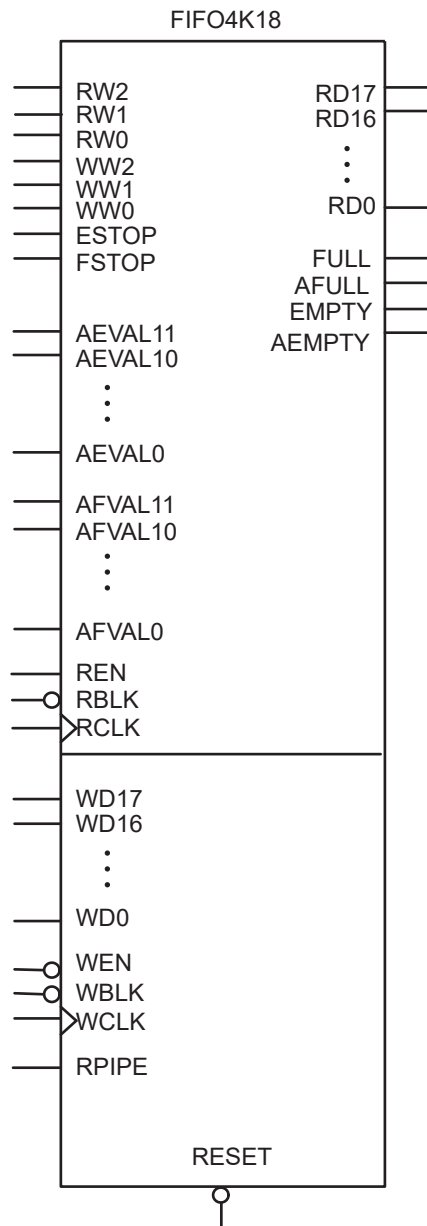 FIFO4K18
RW2
RW1
RW0
WW2
WW1
WW0
ESTOP
FSTOP
RD17
RD16
RD0
FULL
AFULL
EMPTY
AEMPTY
AEVAL11
AEVAL10
AEVAL0
AFVAL11
AFVAL10
AFVAL0
REN
RBLK
RCLK
WD17
WD16
WD0
WEN
WBLK
WCLK
RPIPE
RESET